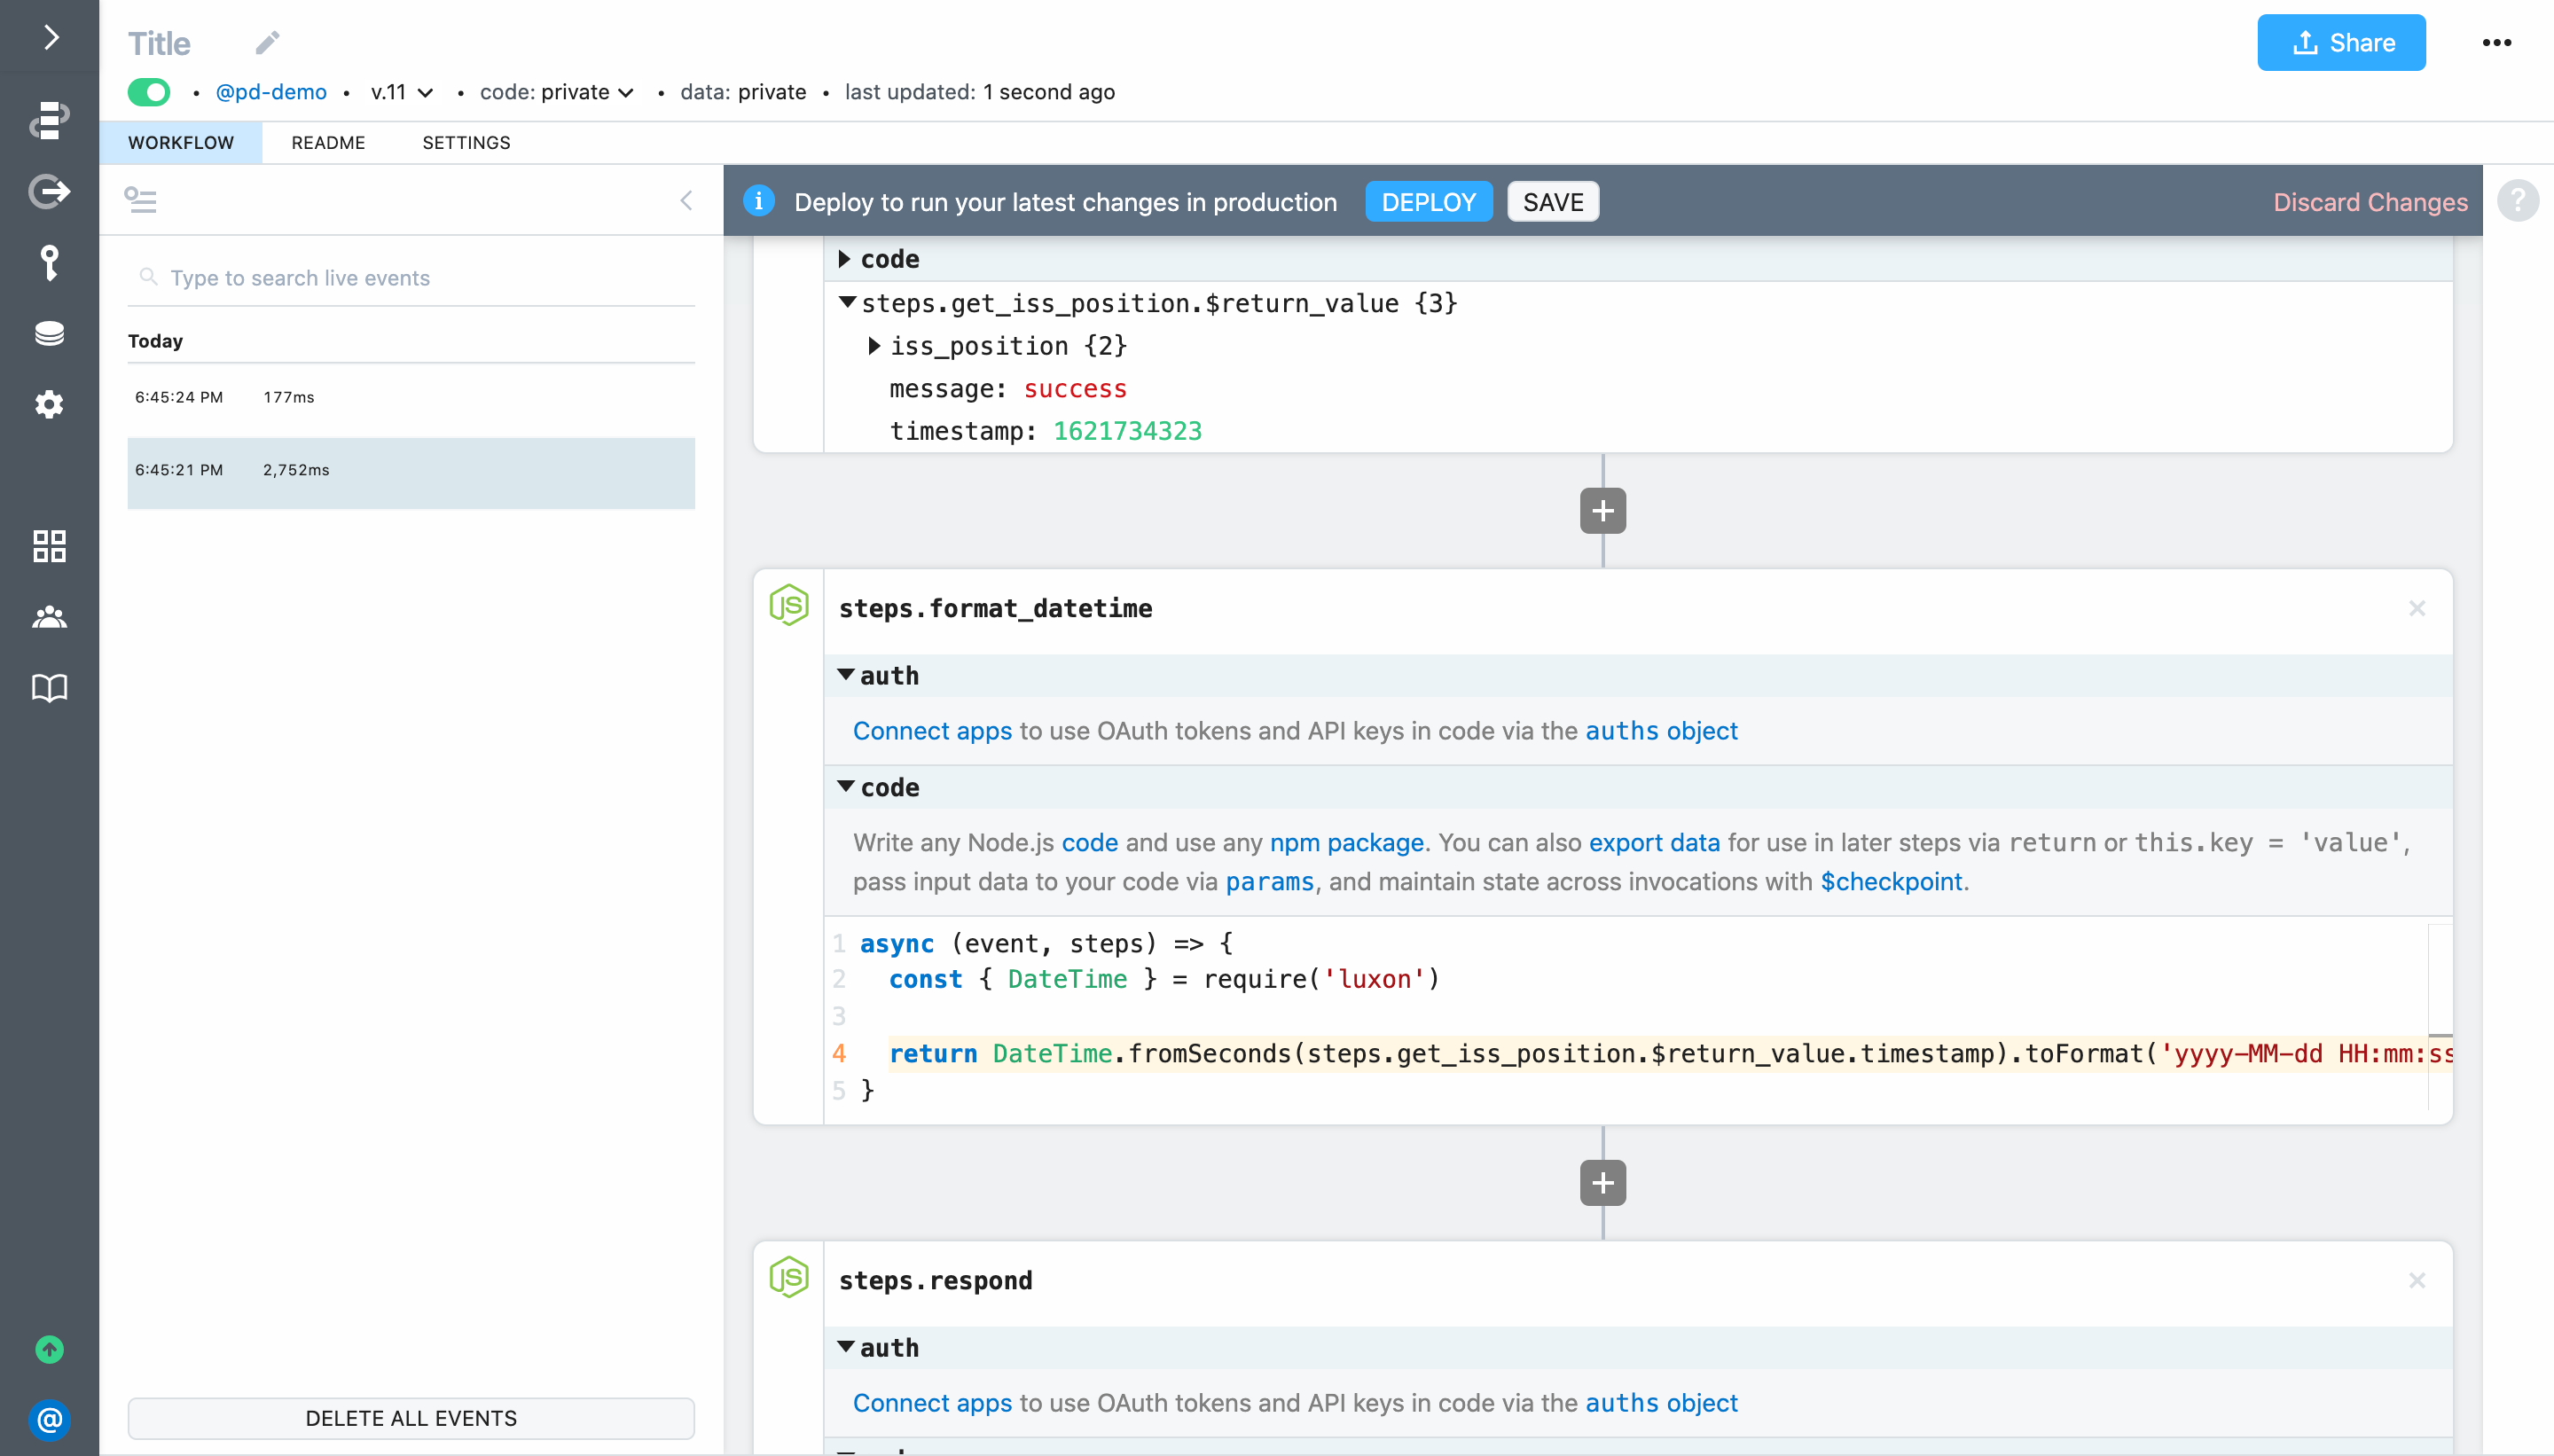 Title
Share
•••
• @pd-demo • v.11 • code: private • data: private • last updated: 1 second ago
WORKFLOW README SETTINGS
i Deploy to run your latest changes in production DEPLOY SAVE Discard Changes ?
Type to search live events
Today
6:45:24 PM 177ms
6:45:21 PM 2,752ms
DELETE ALL EVENTS
@
code
steps.get_iss_position.$return_value {3}
iss_position {2}
message: success
timestamp: 1621734323
+
JS steps.format_datetime ×
auth
Connect apps to use OAuth tokens and API keys in code via the auths object
code
Write any Node.js code and use any npm package. You can also export data for use in later steps via return or this.key = 'value',
pass input data to your code via params, and maintain state across invocations with $checkpoint.
1 async (event, steps) => {
2 const { DateTime } = require('luxon')
3
4 return DateTime.fromSeconds(steps.get_iss_position.$return_value.timestamp).toFormat('yyyy-MM-dd HH:mm:ss
5 }
+
JS steps.respond ×
auth
Connect apps to use OAuth tokens and API keys in code via the auths object